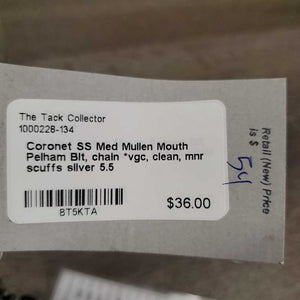 The Tack Collector
1000228-134
Coronet SS Med Mullen Mouth
Pelham Bit, chain *vgc, clean, mnr
scuffs silver 5.5
BT5KTA
$36.00
Retail (New) Price
is $ 54